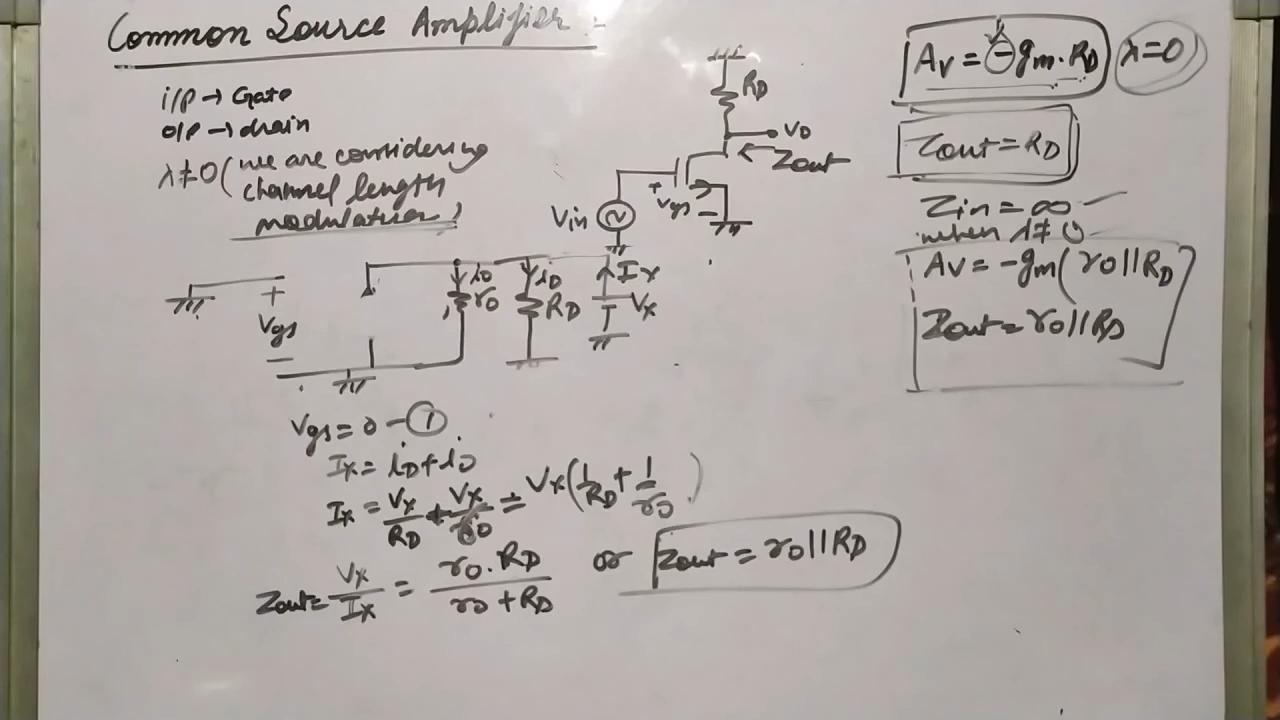 Common Source Amplifier :-
i/p → Gate
o/p → drain
λ≠0 (we are considering
channel length
modulation)
RD
VD
Zout
+
Vgs
-
Vin
+
Vgs
-
io
ro
iD
RD
Ix
Vx
Vgs = 0 - ①
Ix = iD + io
Ix = Vx/RD + Vx/ro = Vx(1/RD + 1/ro)
Zout = Vx/Ix = ro.RD/ro + RD or Zout = ro||RD
Av = -gm.RD λ=0
Zout = RD
Zin = ∞
when λ≠0
Av = -gm(ro||RD
Zout = ro||RD